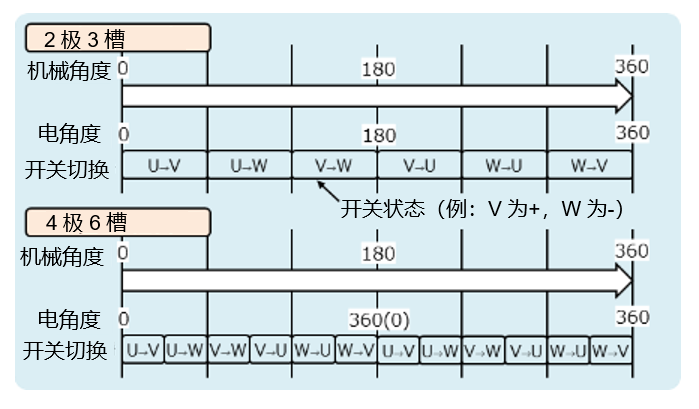 2 极 3 槽
机械角度 0 180 360
电角度 0 180 360
开关切换 U→V U→W V→W V→U W→U W→V
开关状态（例：V 为+，W 为-）
4 极 6 槽
机械角度 0 180 360
电角度 0 360(0) 360
开关切换 U→V U→W V→W V→U W→U W→V U→V U→W V→W V→U W→U W→V